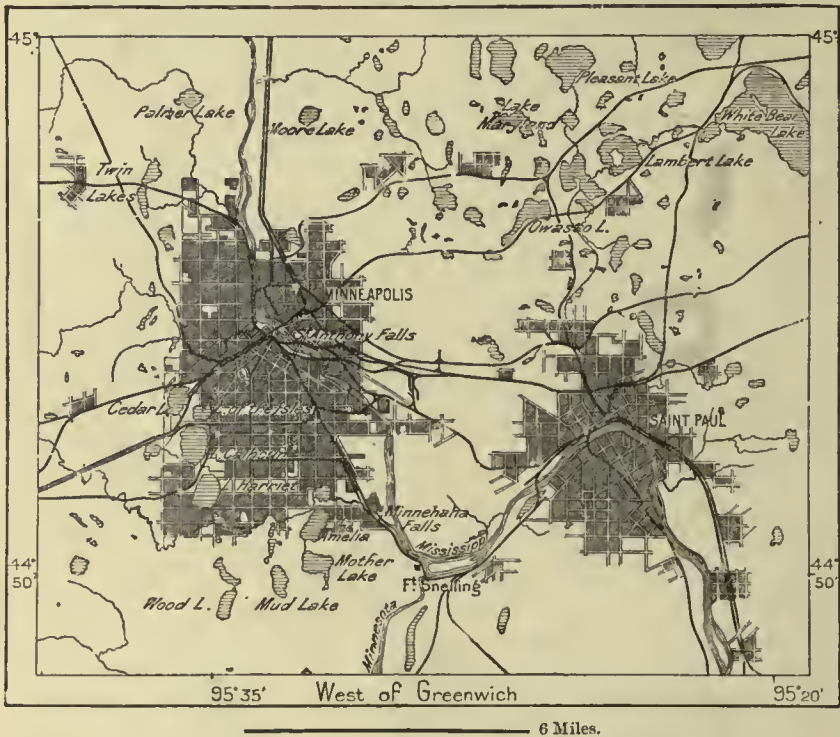 45°
45°
Pleasant Lake
Palmer Lake
Moore Lake
Lake
Maryland
White Bear
Lake
Twin
Lakes
Lambert Lake
Owasso L.
MINNEAPOLIS
St Anthony Falls
Cedar L.
L. of the Isles
SAINT PAUL
L. Calhoun
L. Harriet
Minnehaha
Falls
Amelia
Mississippi
Mother
Lake
44°
50'
44
50'
Ft. Snelling
Wood L.
Mud Lake
Minnesota
95°35'
West of Greenwich
95°20'
6 Miles.